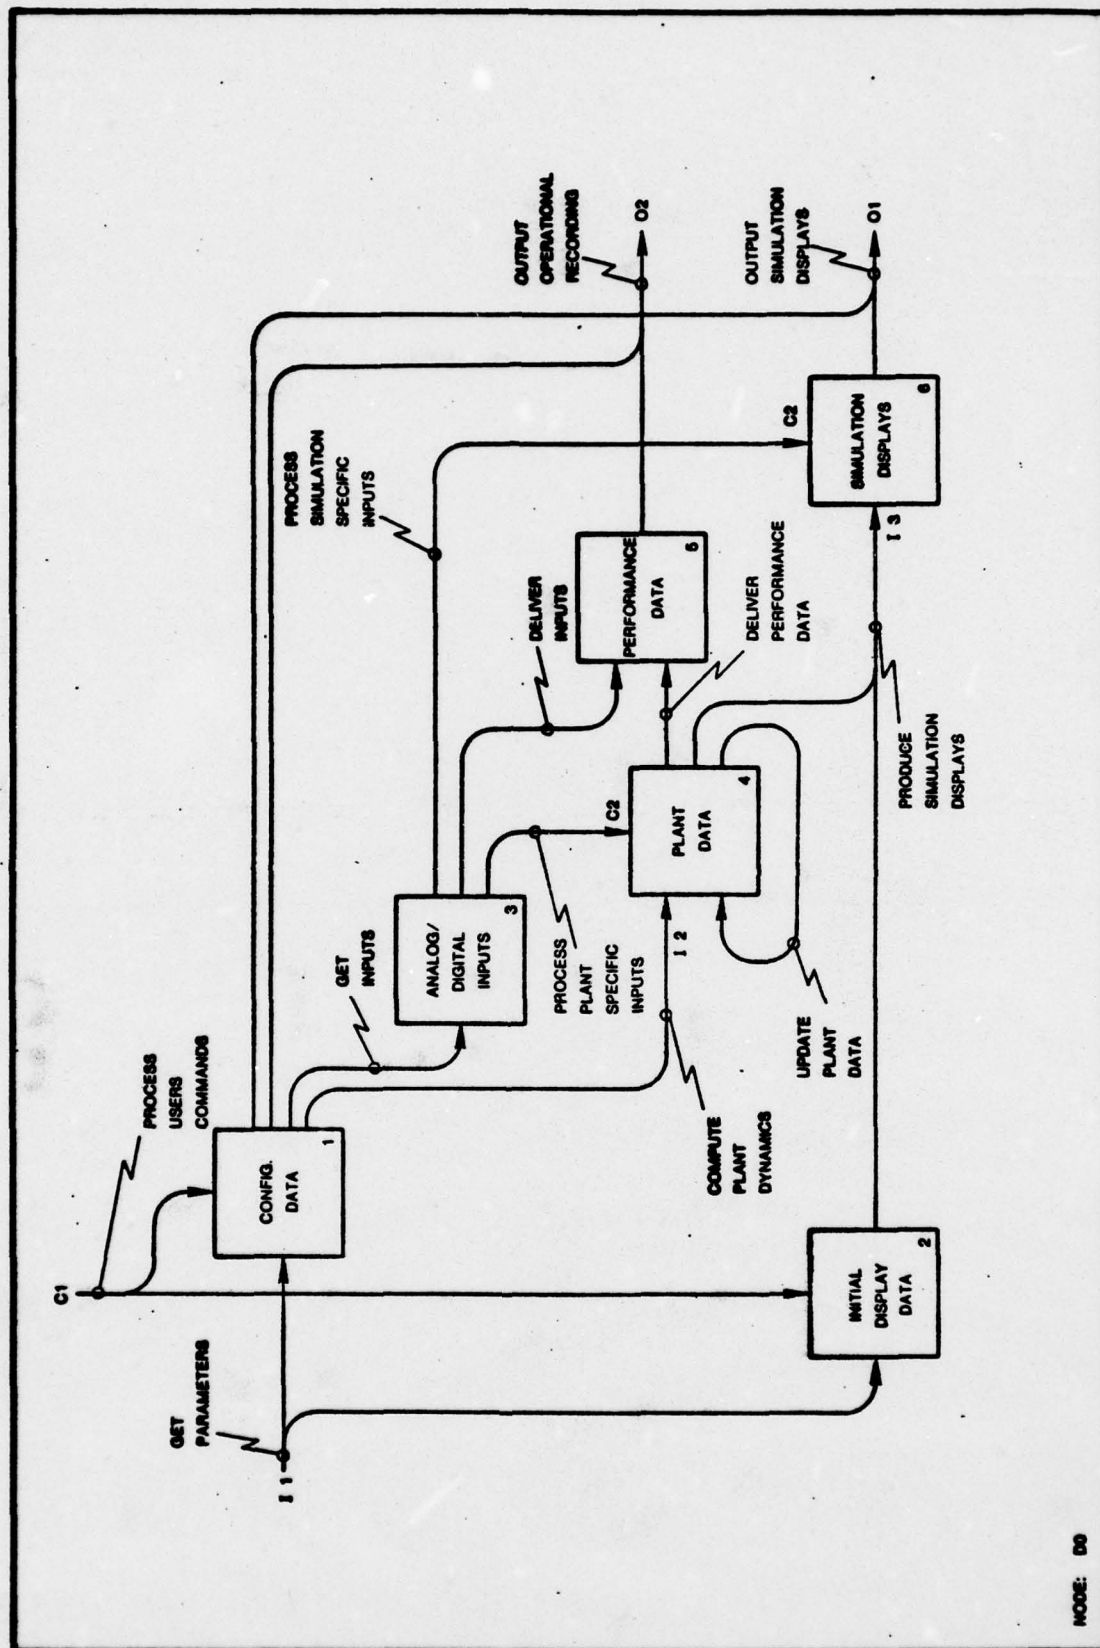 C1
PROCESS
USERS
COMMANDS
GET
PARAMETERS
I 1
CONFIG.
DATA
1
GET
INPUTS
ANALOG/
DIGITAL
INPUTS
3
PROCESS
SIMULATION
SPECIFIC
INPUTS
DELIVER
INPUTS
PROCESS
PLANT
SPECIFIC
INPUTS
C2
PLANT
DATA
4
I 2
COMPUTE
PLANT
DYNAMICS
UPDATE
PLANT
DATA
PERFORMANCE
DATA
5
DELIVER
PERFORMANCE
DATA
OUTPUT
OPERATIONAL
RECORDING
O2
INITIAL
DISPLAY
DATA
2
PRODUCE
SIMULATION
DISPLAYS
I 3
C2
SIMULATION
DISPLAYS
6
OUTPUT
SIMULATION
DISPLAYS
O1
NODE: D0